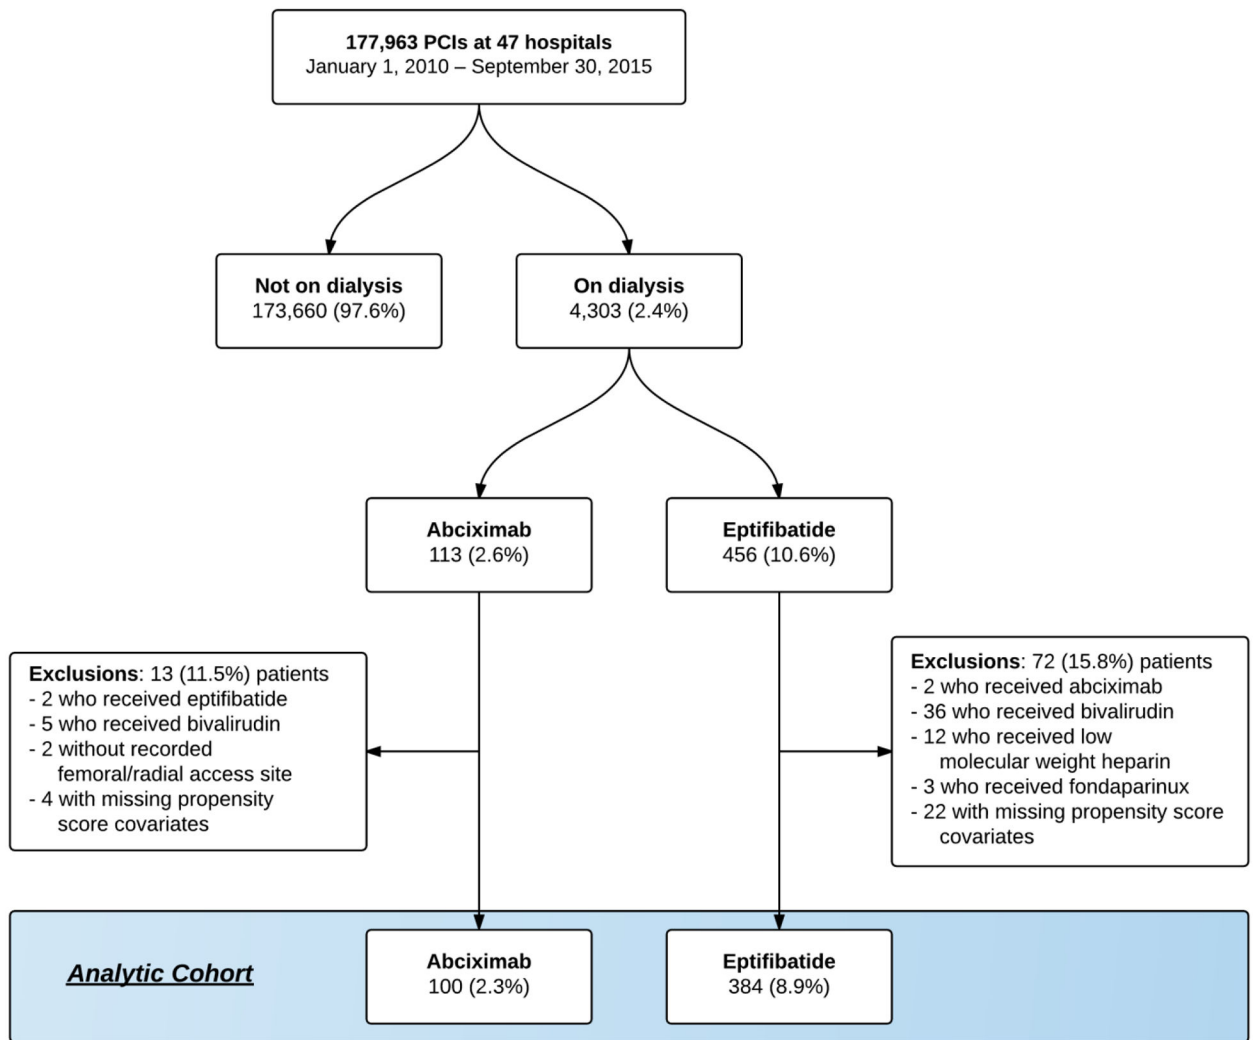 177,963 PCIs at 47 hospitals
January 1, 2010 – September 30, 2015
Not on dialysis
173,660 (97.6%)
On dialysis
4,303 (2.4%)
Abciximab
113 (2.6%)
Eptifibatide
456 (10.6%)
Exclusions: 13 (11.5%) patients
- 2 who received eptifibatide
- 5 who received bivalirudin
- 2 without recorded
femoral/radial access site
- 4 with missing propensity
score covariates
Exclusions: 72 (15.8%) patients
- 2 who received abciximab
- 36 who received bivalirudin
- 12 who received low
molecular weight heparin
- 3 who received fondaparinux
- 22 with missing propensity score
covariates
Analytic Cohort
Abciximab
100 (2.3%)
Eptifibatide
384 (8.9%)